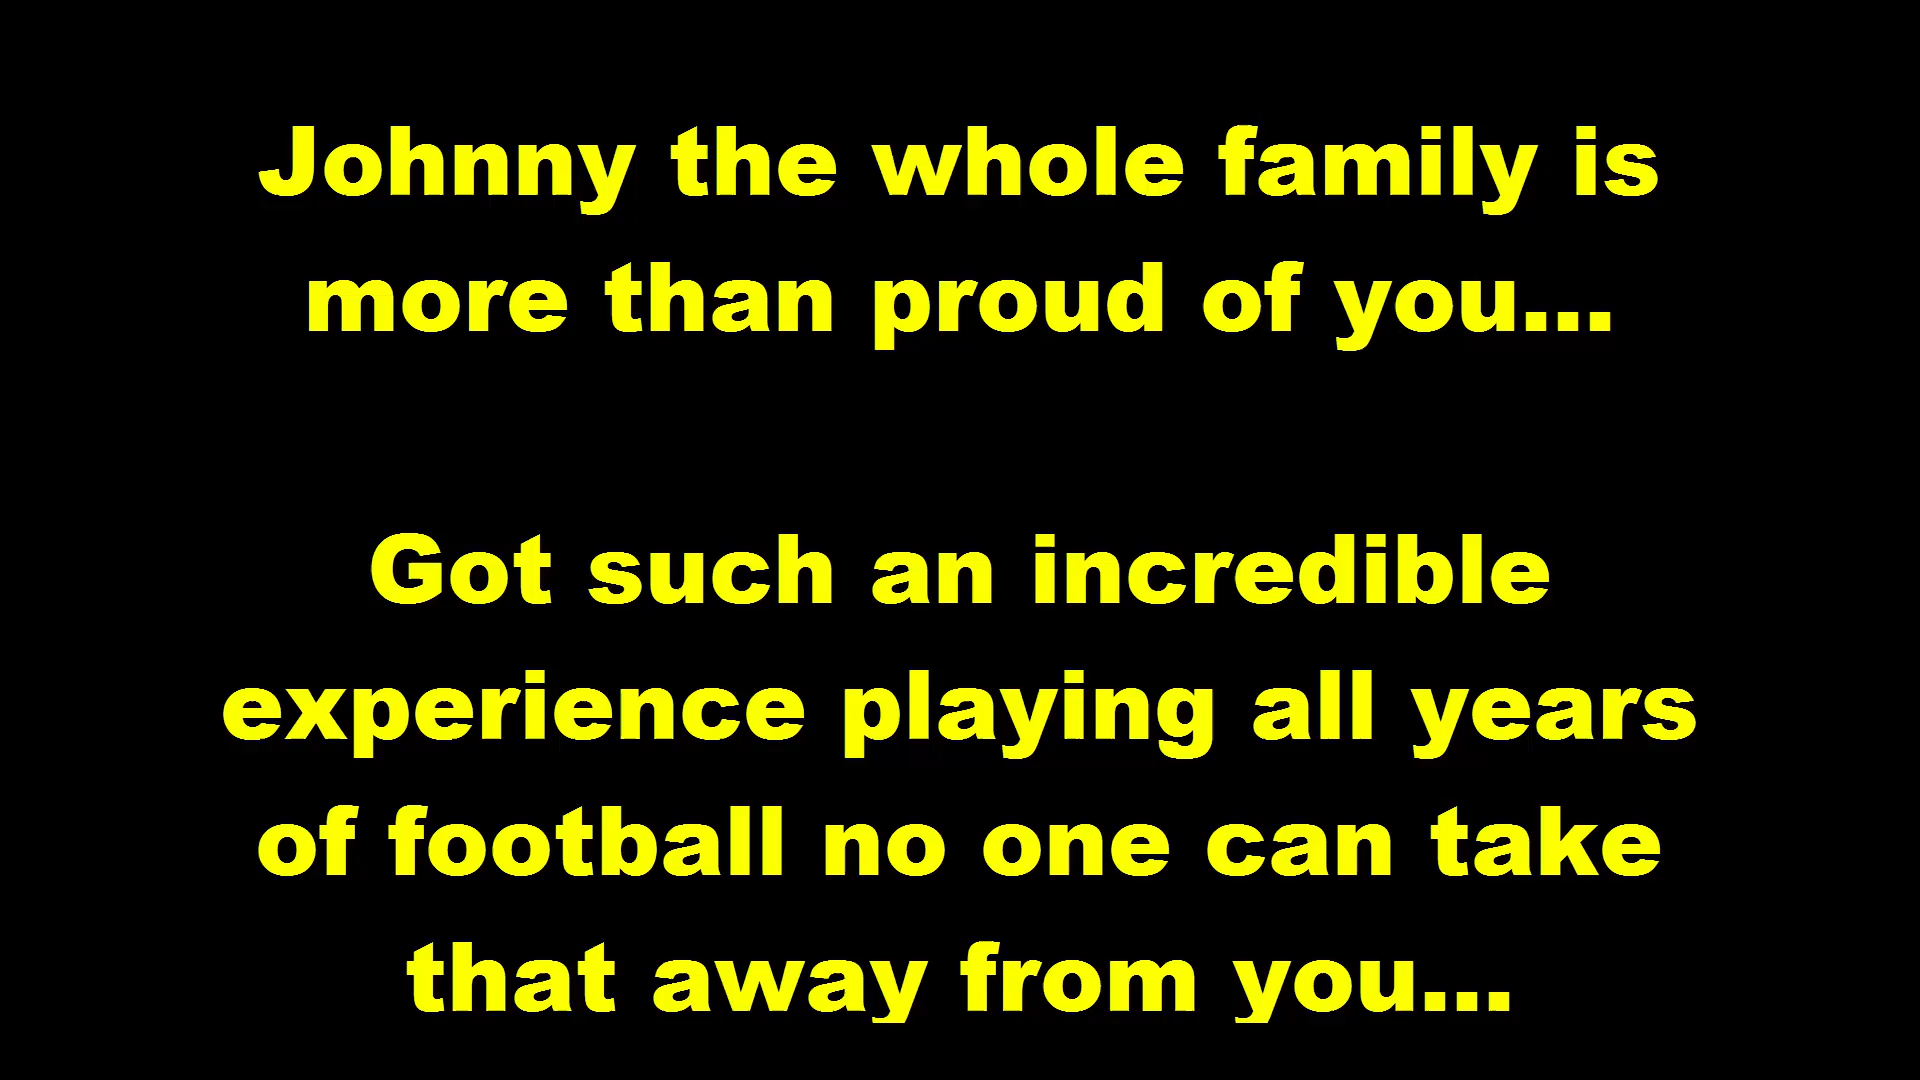 Johnny the whole family is
more than proud of you...
Got such an incredible
experience playing all years
of football no one can take
that away from you...